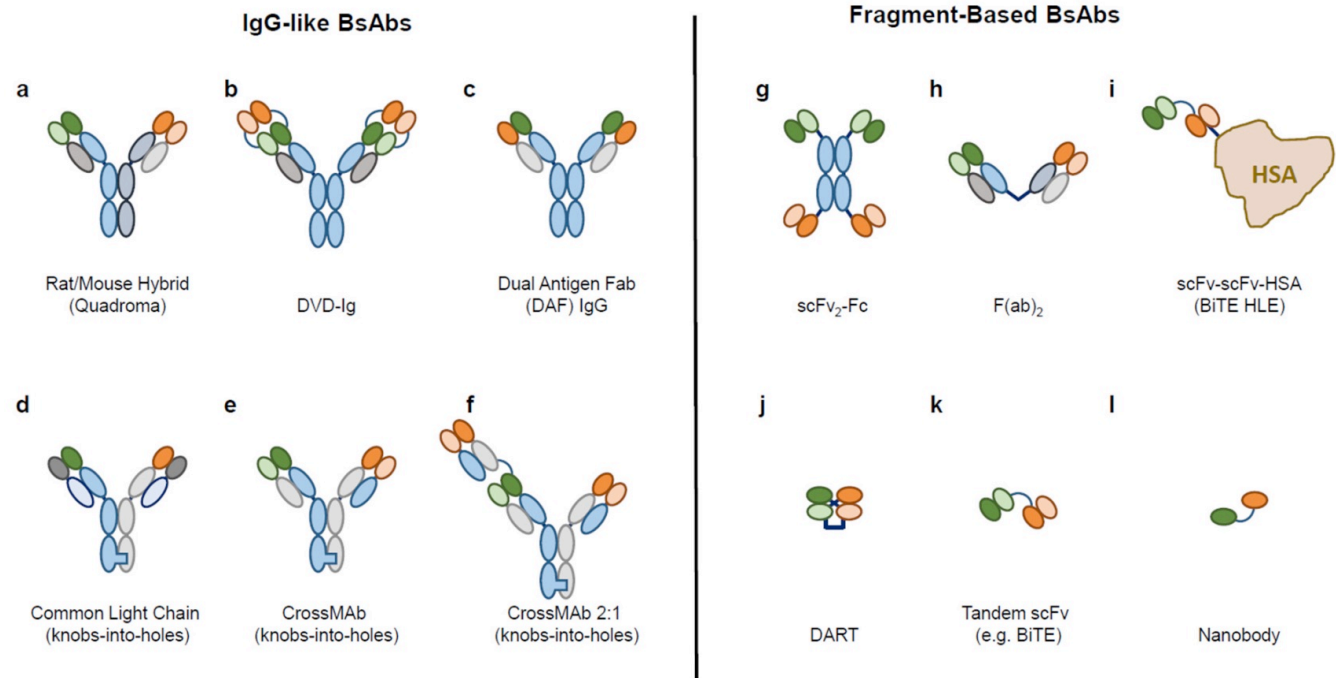 IgG-like BsAbs
a
b
c
Rat/Mouse Hybrid
(Quadroma)
DVD-Ig
Dual Antigen Fab
(DAF) IgG
d
e
f
Common Light Chain
(knobs-into-holes)
CrossMAb
(knobs-into-holes)
CrossMAb 2:1
(knobs-into-holes)
Fragment-Based BsAbs
g
h
i
HSA
scFv₂-Fc
F(ab)₂
scFv-scFv-HSA
(BiTE HLE)
j
k
l
DART
Tandem scFv
(e.g. BiTE)
Nanobody